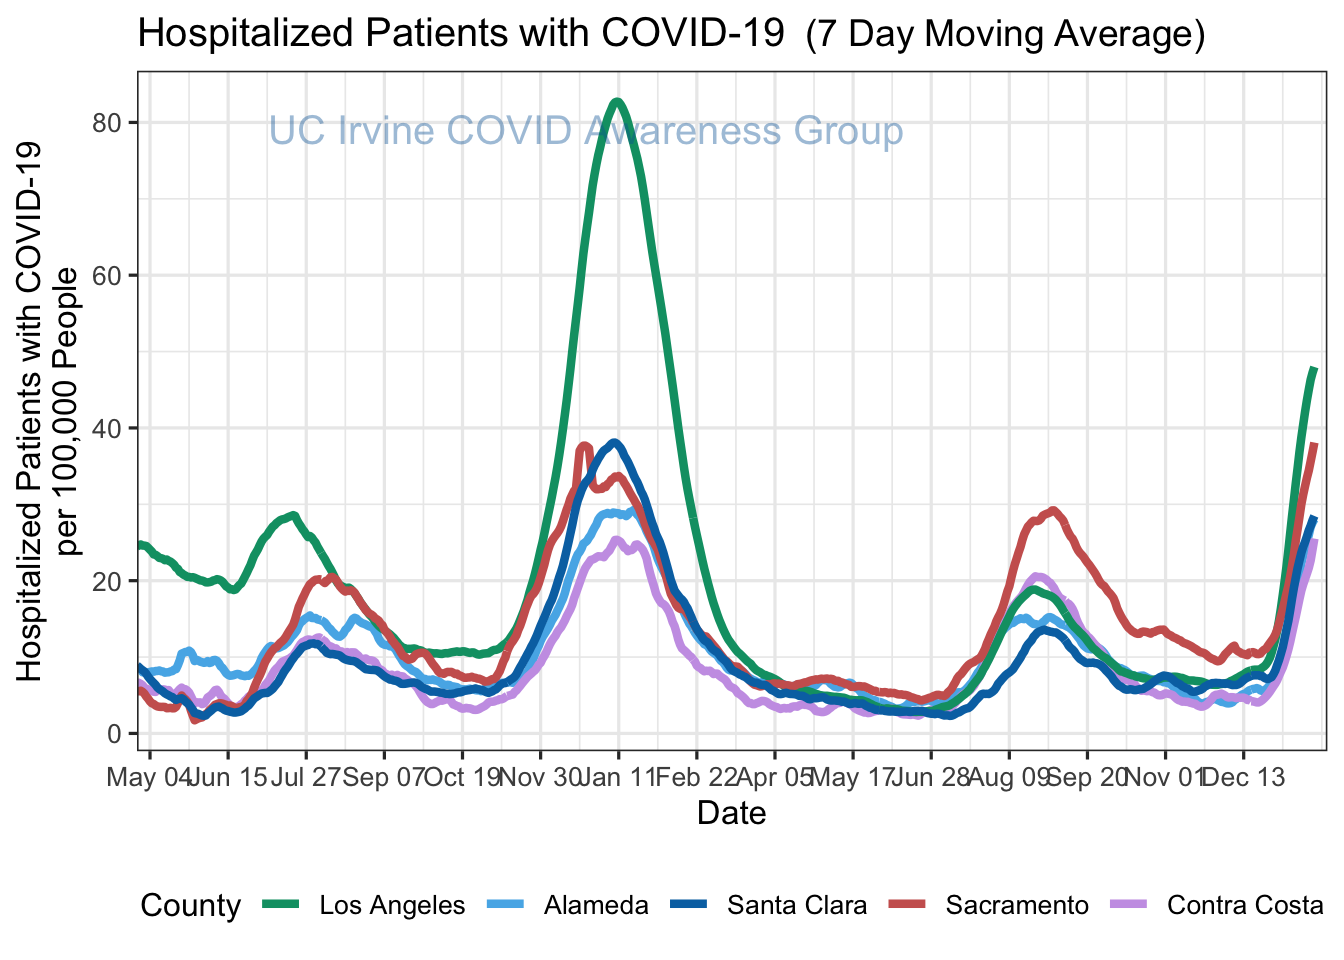 Hospitalized Patients with COVID-19 (7 Day Moving Average)
UC Irvine COVID Awareness Group
Hospitalized Patients with COVID-19
per 100,000 People
80
60
40
20
0
May 04 Jun 15 Jul 27 Sep 07 Oct 19 Nov 30 Jan 11 Feb 22 Apr 05 May 17 Jun 28 Aug 09 Sep 20 Nov 01 Dec 13
Date
County Los Angeles Alameda Santa Clara Sacramento Contra Costa